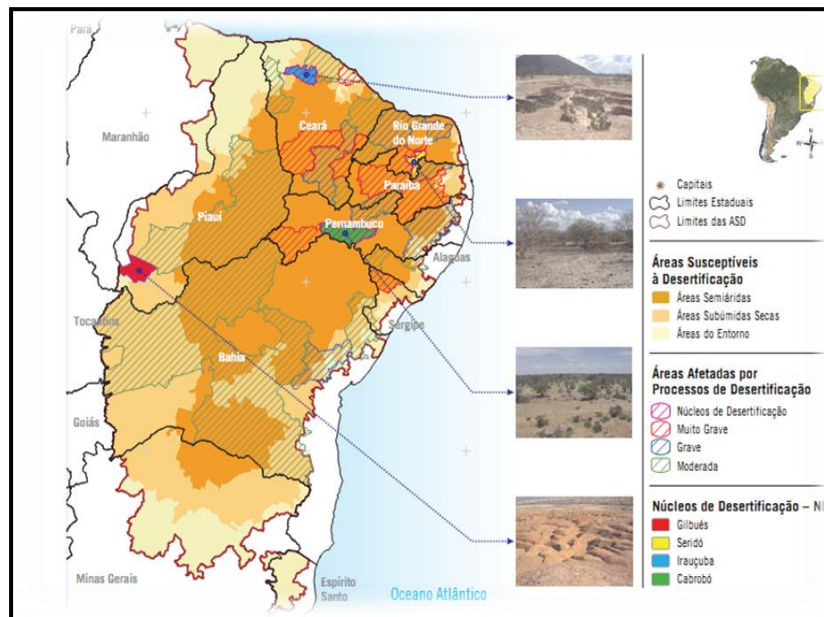 Pará
Maranhão
Ceará
Rio Grande
do Norte
Paraíba
Piauí
Pernambuco
Alagoas
Tocantins
Sergipe
Bahia
Goiás
Minas Gerais
Espírito
Santo
Oceano Atlântico
N
W
S
Capitais
Limites Estaduais
Limites das ASD
Áreas Susceptíveis
à Desertificação
Áreas Semiáridas
Áreas Subúmidas Secas
Áreas do Entorno
Áreas Afetadas por
Processos de Desertificação
Núcleos de Desertificação
Muito Grave
Grave
Moderada
Núcleos de Desertificação – N
Gilbués
Seridó
Irauçuba
Cabrobó